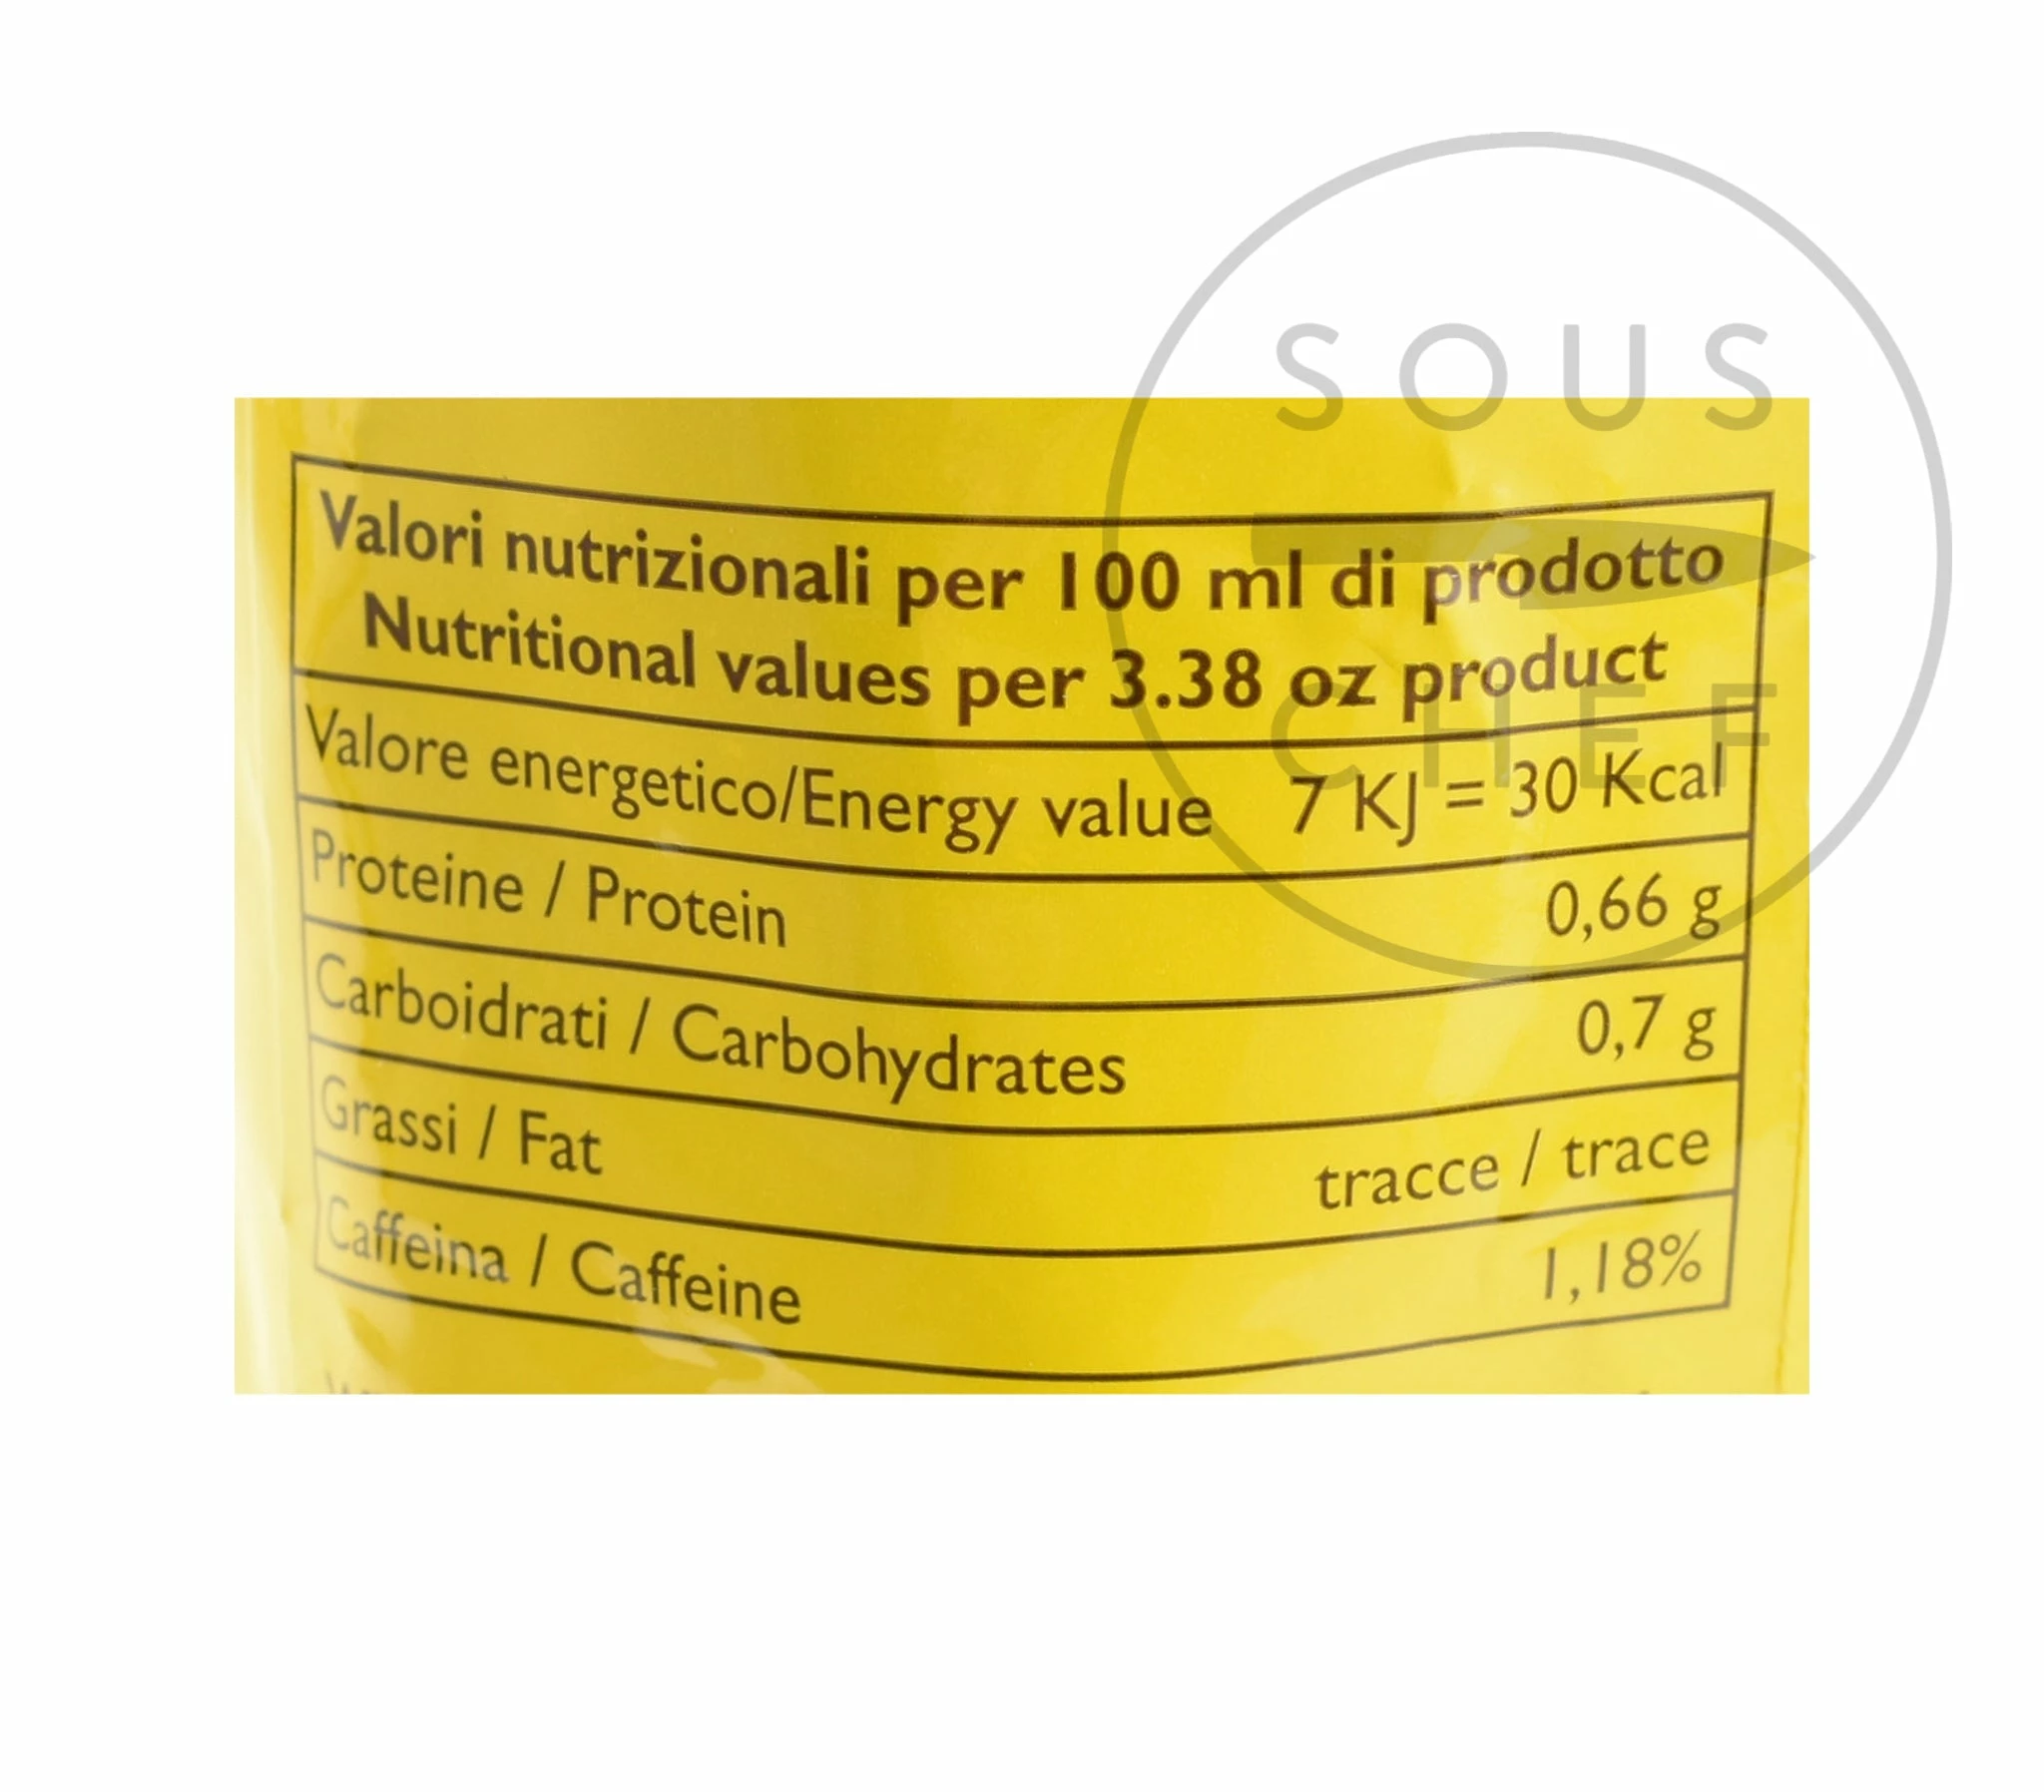 SOUS
CHEF
Valori nutrizionali per 100 ml di prodotto
Nutritional values per 3.38 oz product
Valore energetico/Energy value 7 KJ = 30 Kcal
Proteine / Protein 0,66 g
Carboidrati / Carbohydrates 0,7 g
Grassi / Fat tracce / trace
Caffeina / Caffeine 1,18%